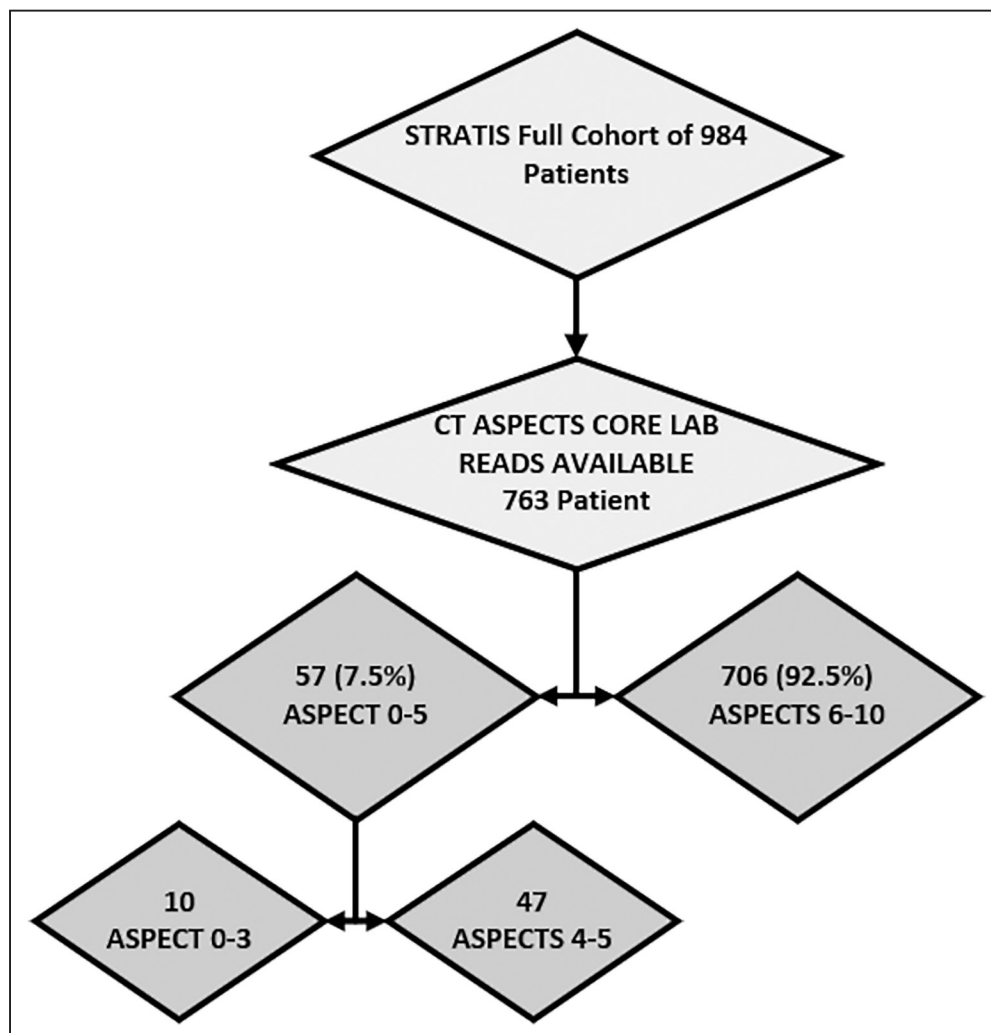 STRATIS Full Cohort of 984
Patients
CT ASPECTS CORE LAB
READS AVAILABLE
763 Patient
57 (7.5%)
ASPECT 0-5
706 (92.5%)
ASPECTS 6-10
10
ASPECT 0-3
47
ASPECTS 4-5